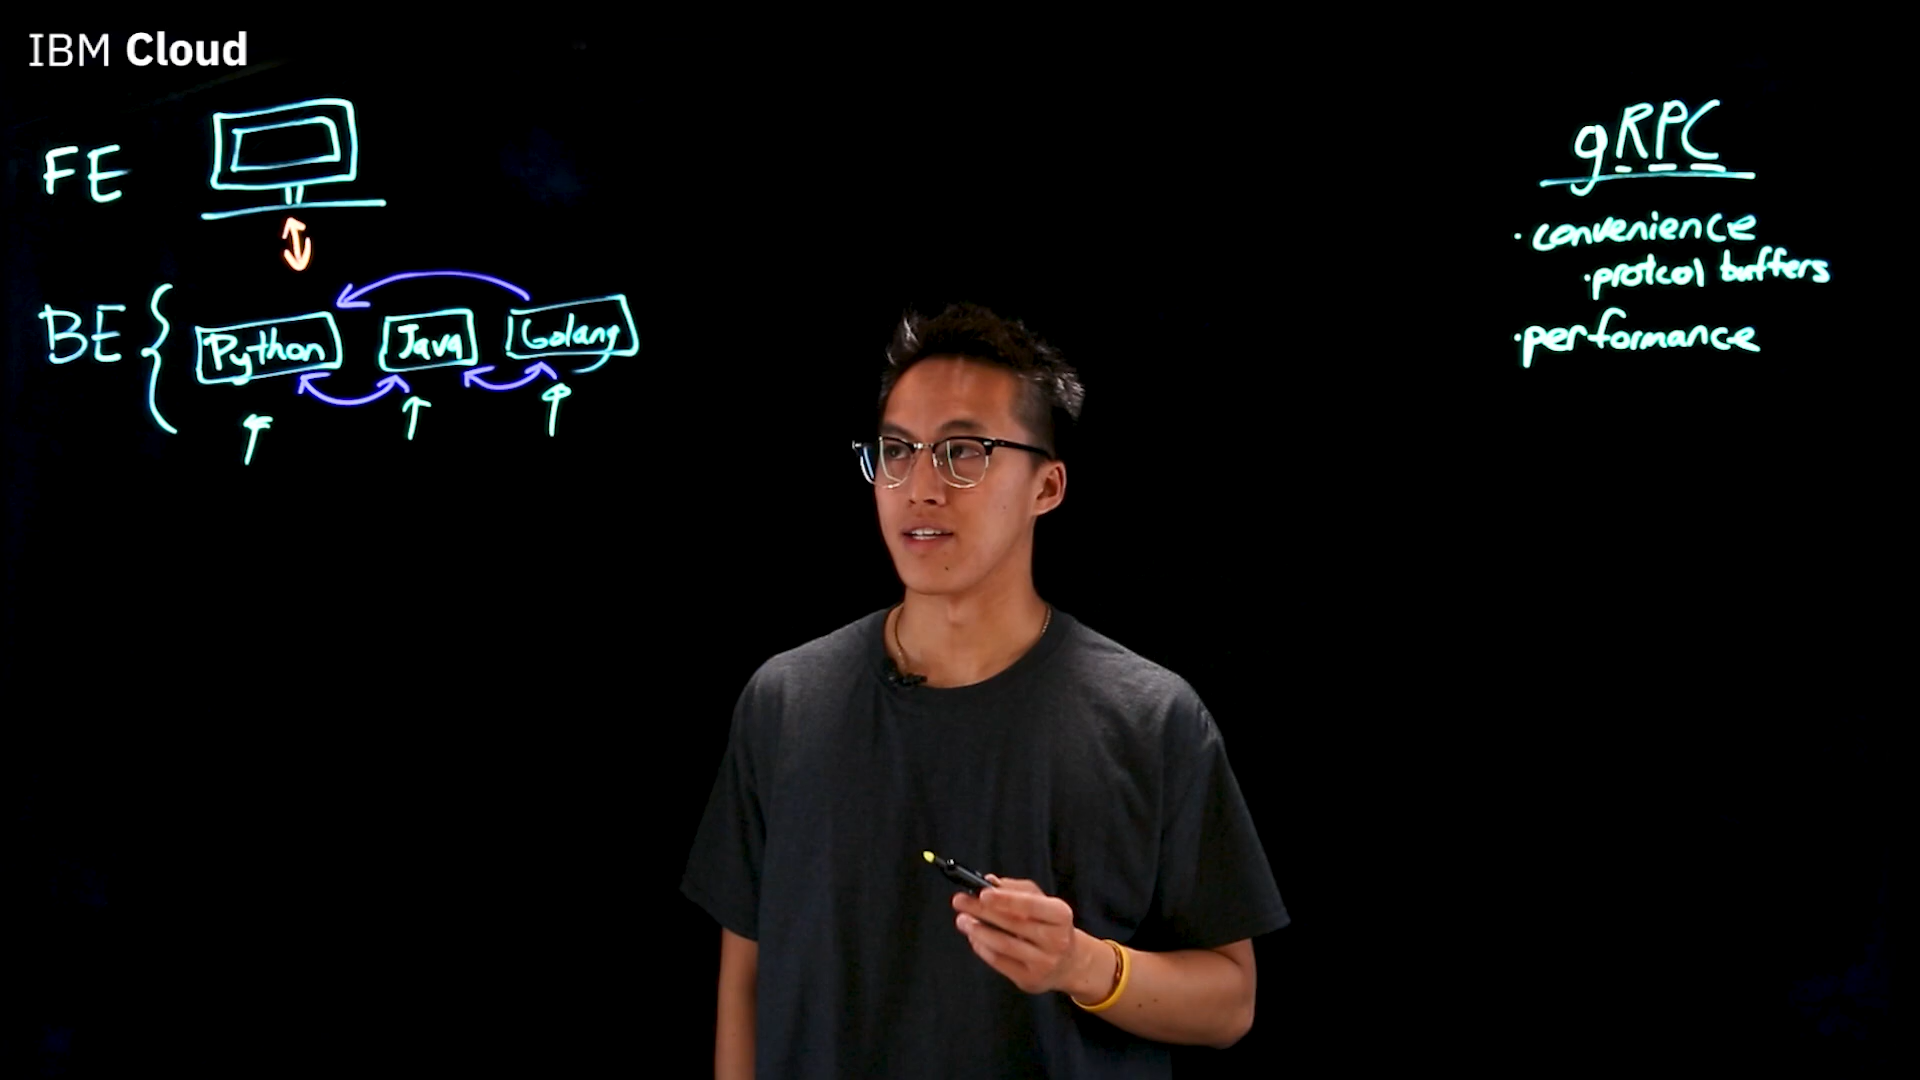 IBM Cloud
FE
BE
Python
Java
Golang
gRPC
· convenience
· protcol buffers
· performance